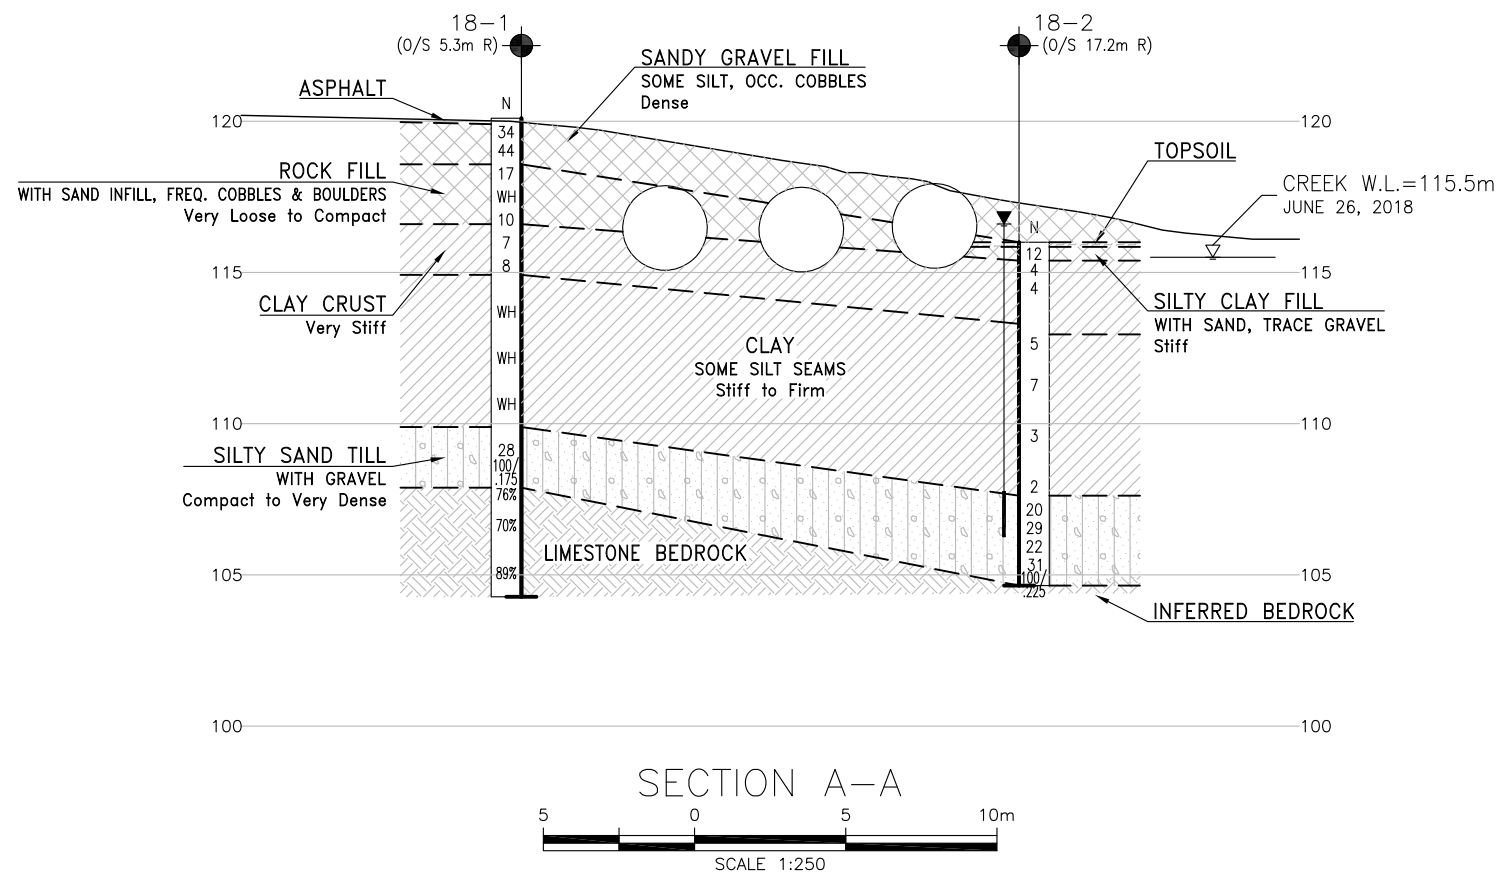 18-1
(O/S 5.3m R)
18-2
(O/S 17.2m R)
SANDY GRAVEL FILL
SOME SILT, OCC. COBBLES
Dense
ASPHALT
N
120
120
34
44
17
WH
10
7
8
WH
WH
WH
28
100/
.175
76%
70%
89%
ROCK FILL
WITH SAND INFILL, FREQ. COBBLES & BOULDERS
Very Loose to Compact
TOPSOIL
CREEK W.L.=115.5m
JUNE 26, 2018
N
12
4
4
5
7
3
2
20
29
22
31
100/
.225
115
115
CLAY CRUST
Very Stiff
SILTY CLAY FILL
WITH SAND, TRACE GRAVEL
Stiff
CLAY
SOME SILT SEAMS
Stiff to Firm
110
110
SILTY SAND TILL
WITH GRAVEL
Compact to Very Dense
LIMESTONE BEDROCK
105
105
INFERRED BEDROCK
100
100
SECTION A-A
5 0 5 10m
SCALE 1:250